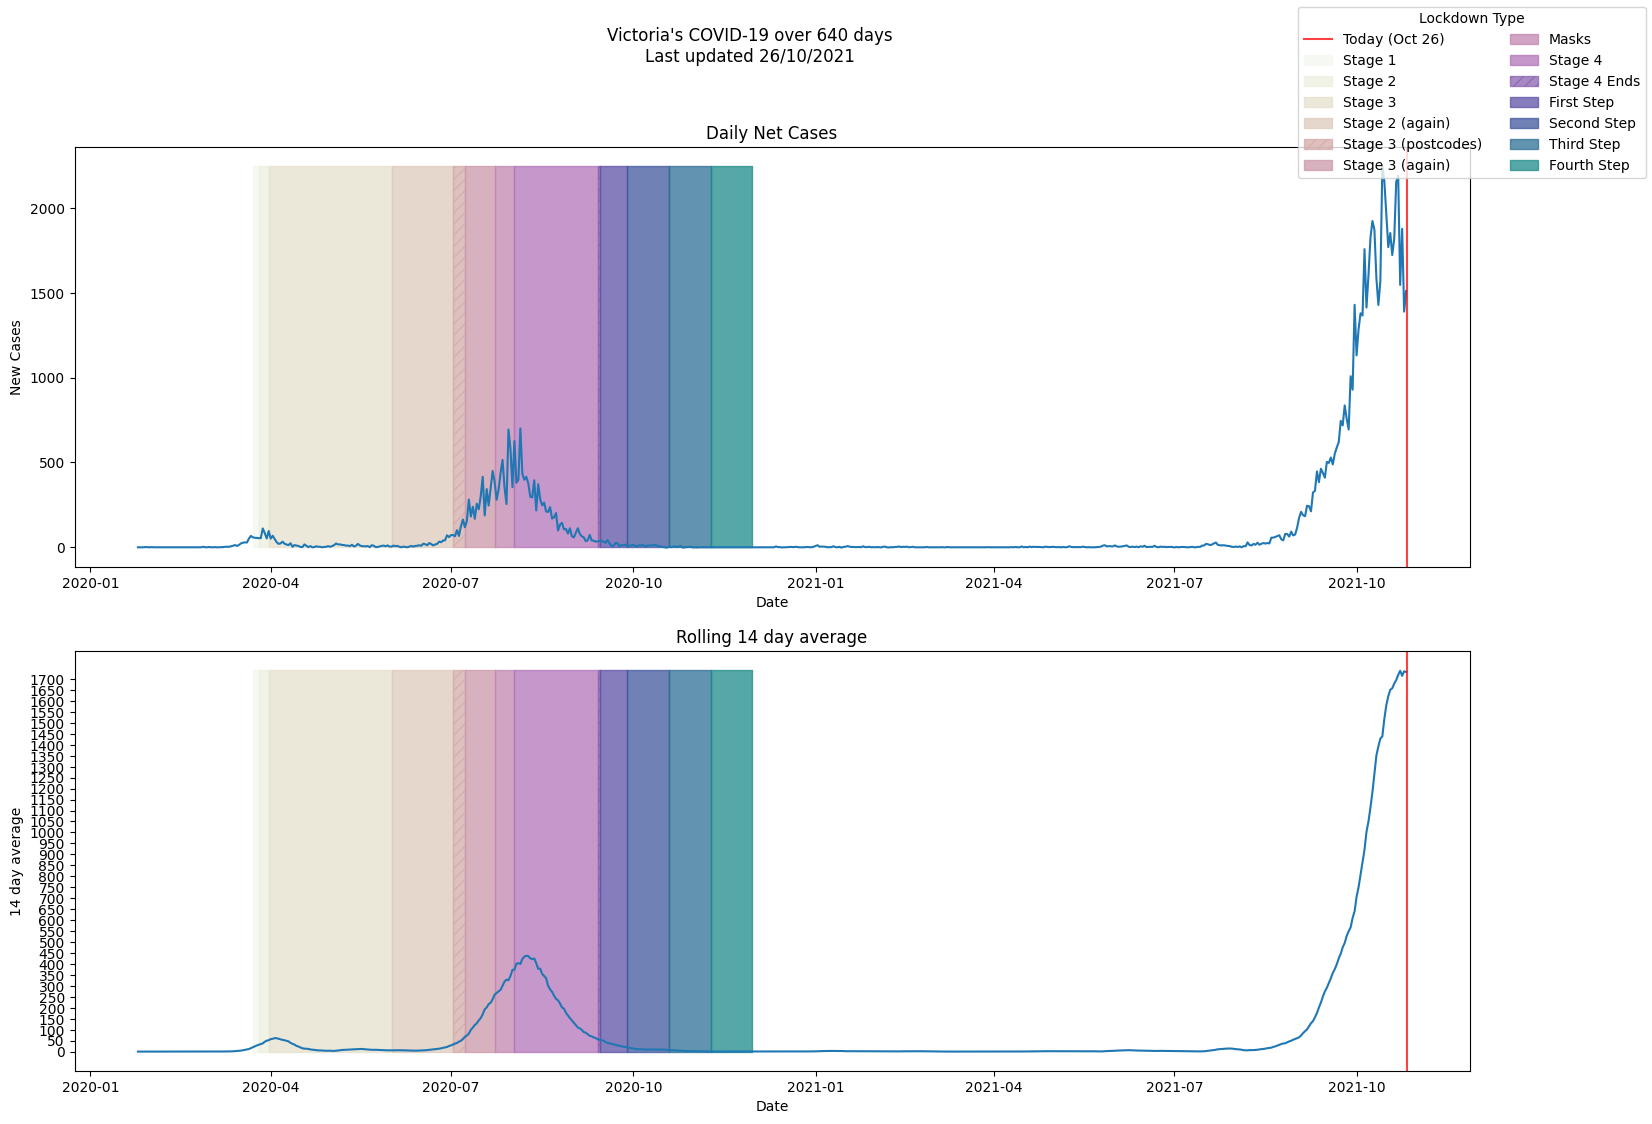 Victoria's COVID-19 over 640 days
Last updated 26/10/2021
Lockdown Type
Today (Oct 26)
Stage 1
Stage 2
Stage 3
Stage 2 (again)
Stage 3 (postcodes)
Stage 3 (again)
Masks
Stage 4
Stage 4 Ends
First Step
Second Step
Third Step
Fourth Step
Daily Net Cases
New Cases
2000
1500
1000
500
0
2020-01 2020-04 2020-07 2020-10 2021-01 2021-04 2021-07 2021-10
Date
Rolling 14 day average
14 day average
1700
1650
1600
1550
1500
1450
1400
1350
1300
1250
1200
1150
1100
1050
1000
950
900
850
800
750
700
650
600
550
500
450
400
350
300
250
200
150
100
50
0
2020-01 2020-04 2020-07 2020-10 2021-01 2021-04 2021-07 2021-10
Date